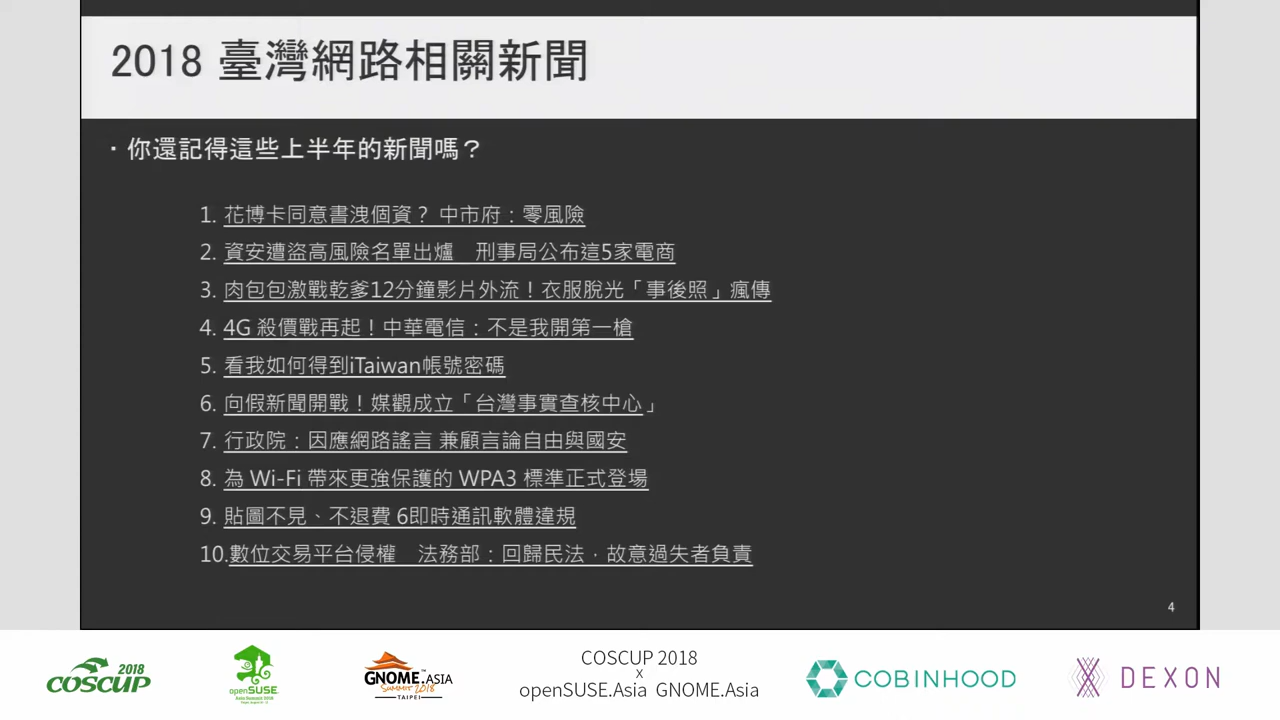 2018 臺灣網路相關新聞
· 你還記得這些上半年的新聞嗎？
1. 花博卡同意書洩個資？ 中市府：零風險
2. 資安遭盜高風險名單出爐　刑事局公布這5家電商
3. 肉包包激戰乾爹12分鐘影片外流！衣服脫光「事後照」瘋傳
4. 4G 殺價戰再起！中華電信：不是我開第一槍
5. 看我如何得到iTaiwan帳號密碼
6. 向假新聞開戰！媒觀成立「台灣事實查核中心」
7. 行政院：因應網路謠言 兼顧言論自由與國安
8. 為 Wi-Fi 帶來更強保護的 WPA3 標準正式登場
9. 貼圖不見、不退費 6即時通訊軟體違規
10.數位交易平台侵權　法務部：回歸民法，故意過失者負責
4
2018
COSCUP
openSUSE
Asia Summit 2018
GNOME.ASIA
SUMMIT 2018
TAIPEI
COSCUP 2018
x
openSUSE.Asia GNOME.Asia
COBINHOOD
DEXON